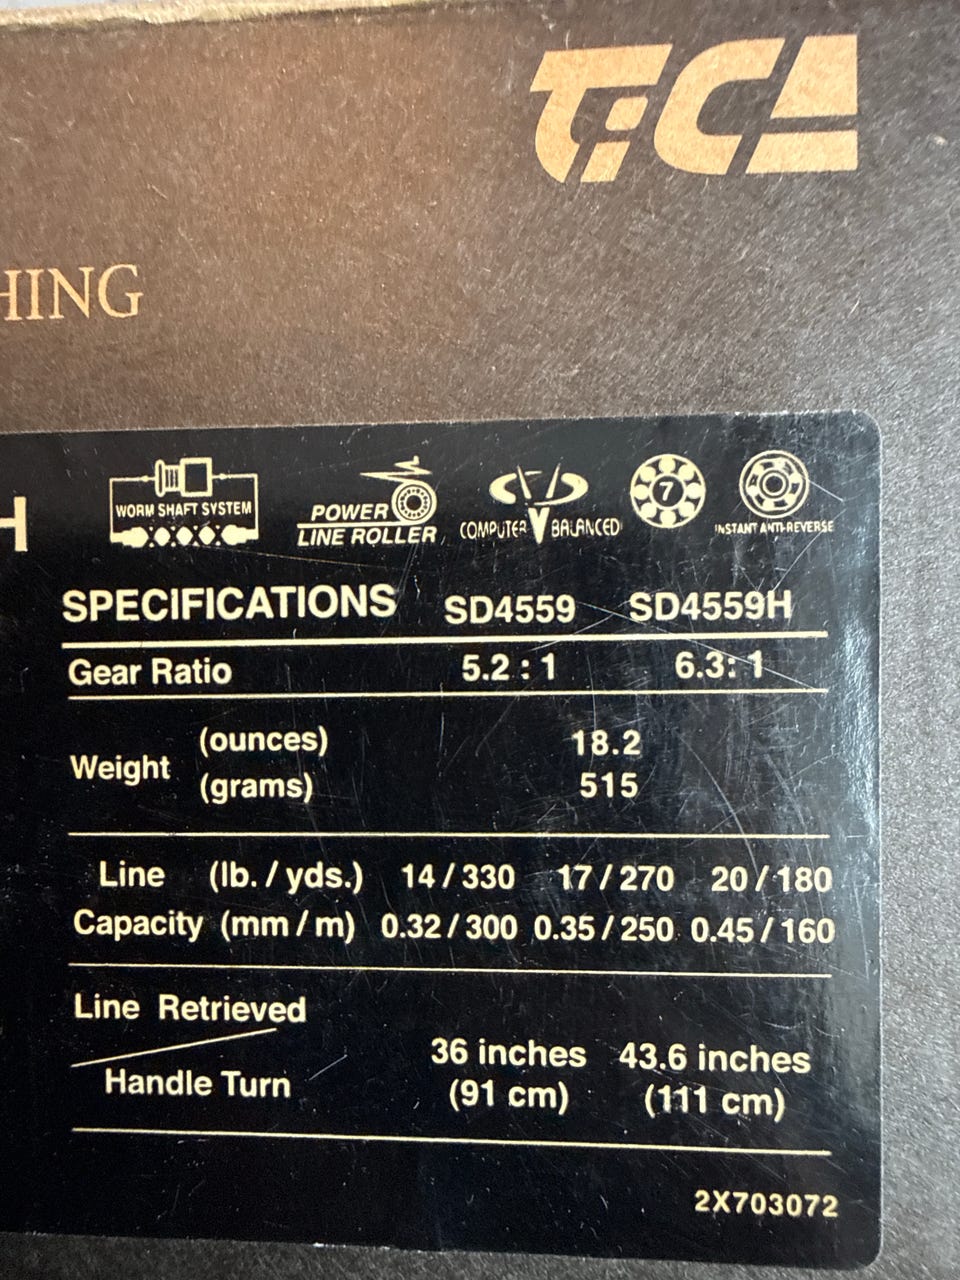 TiCA
HING
H
WORM SHAFT SYSTEM
POWER
LINE ROLLER
COMPUTER BALANCED
7
INSTANT ANTI-REVERSE
SPECIFICATIONS SD4559 SD4559H
Gear Ratio 5.2 : 1 6.3: 1
Weight (ounces) 18.2
(grams) 515
Line (lb. / yds.) 14 / 330 17 / 270 20 / 180
Capacity (mm / m) 0.32 / 300 0.35 / 250 0.45 / 160
Line Retrieved
Handle Turn
36 inches 43.6 inches
(91 cm) (111 cm)
2X703072